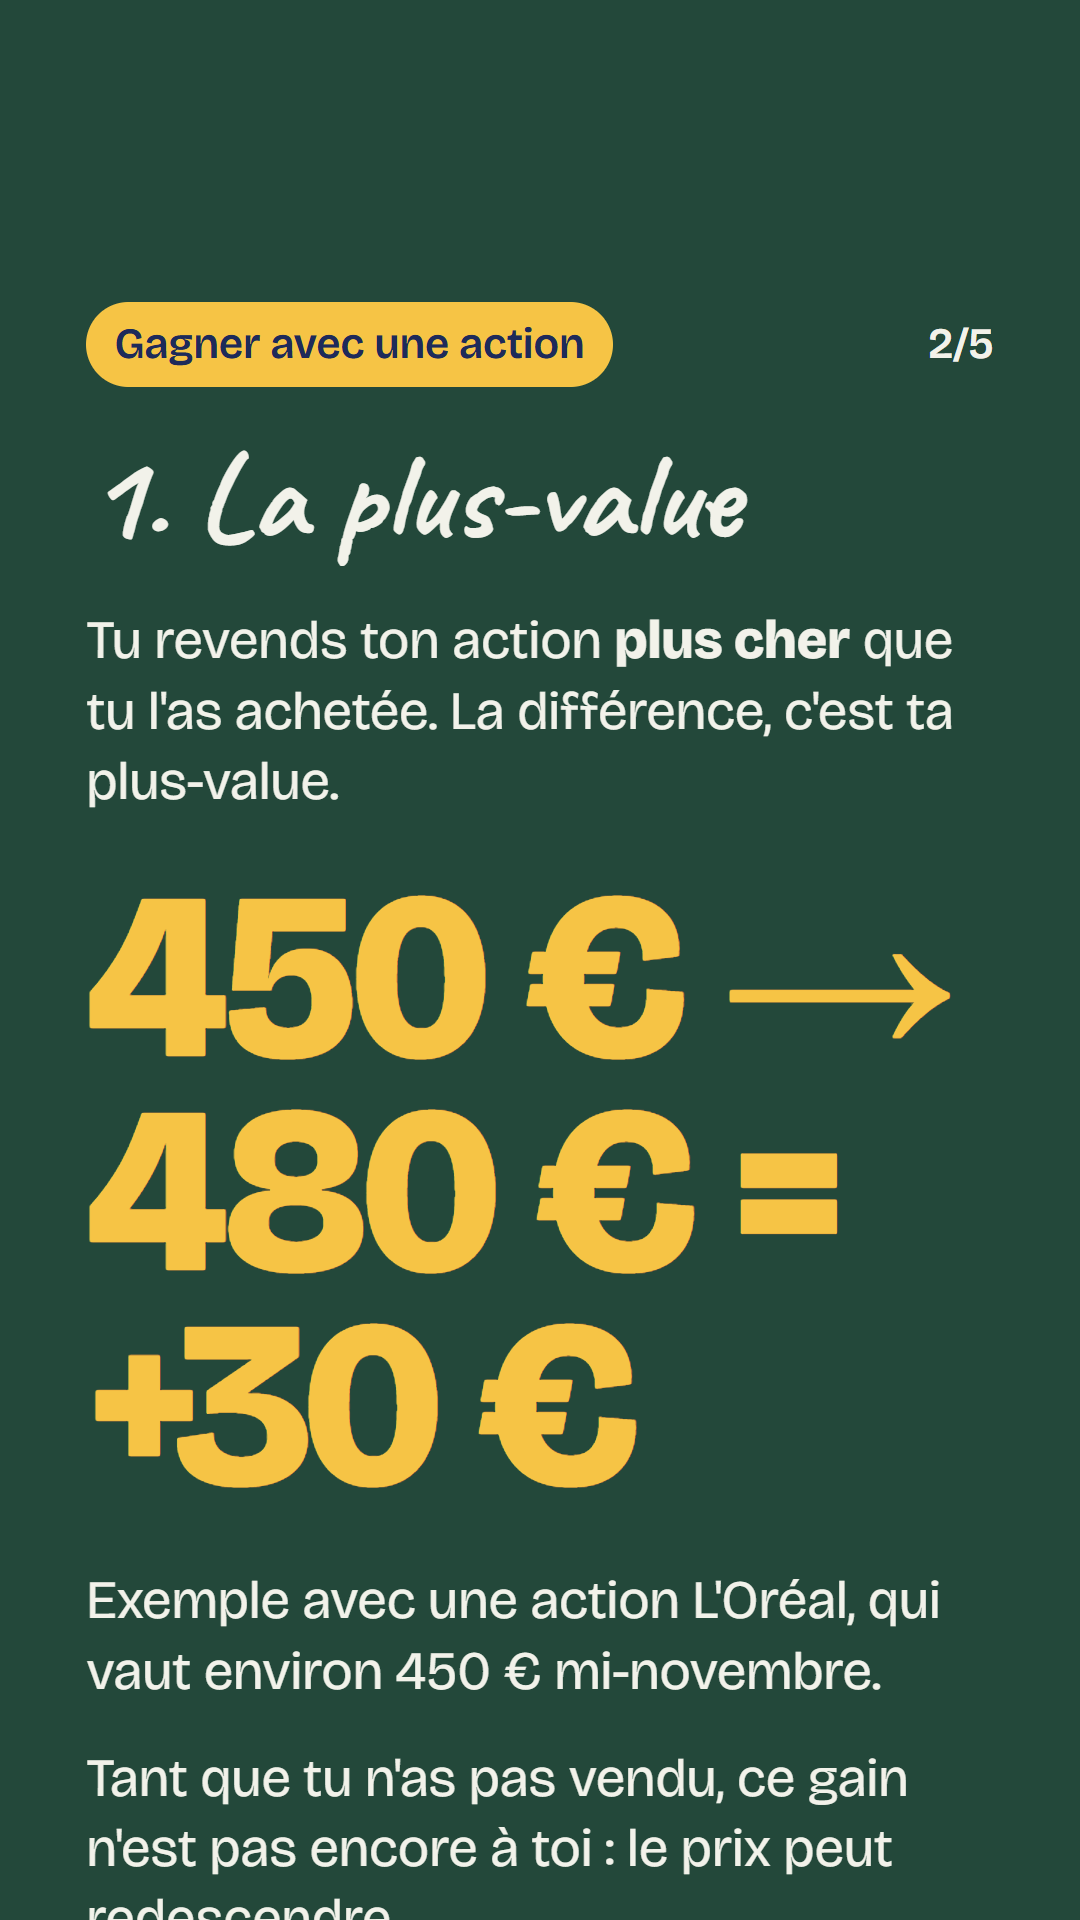 Gagner avec une action
2/5
1. La plus-value
Tu revends ton action plus cher que
tu l'as achetée. La différence, c'est ta
plus-value.
450 € →
480 € =
+30 €
Exemple avec une action L'Oréal, qui
vaut environ 450 € mi-novembre.
Tant que tu n'as pas vendu, ce gain
n'est pas encore à toi : le prix peut
redescendre